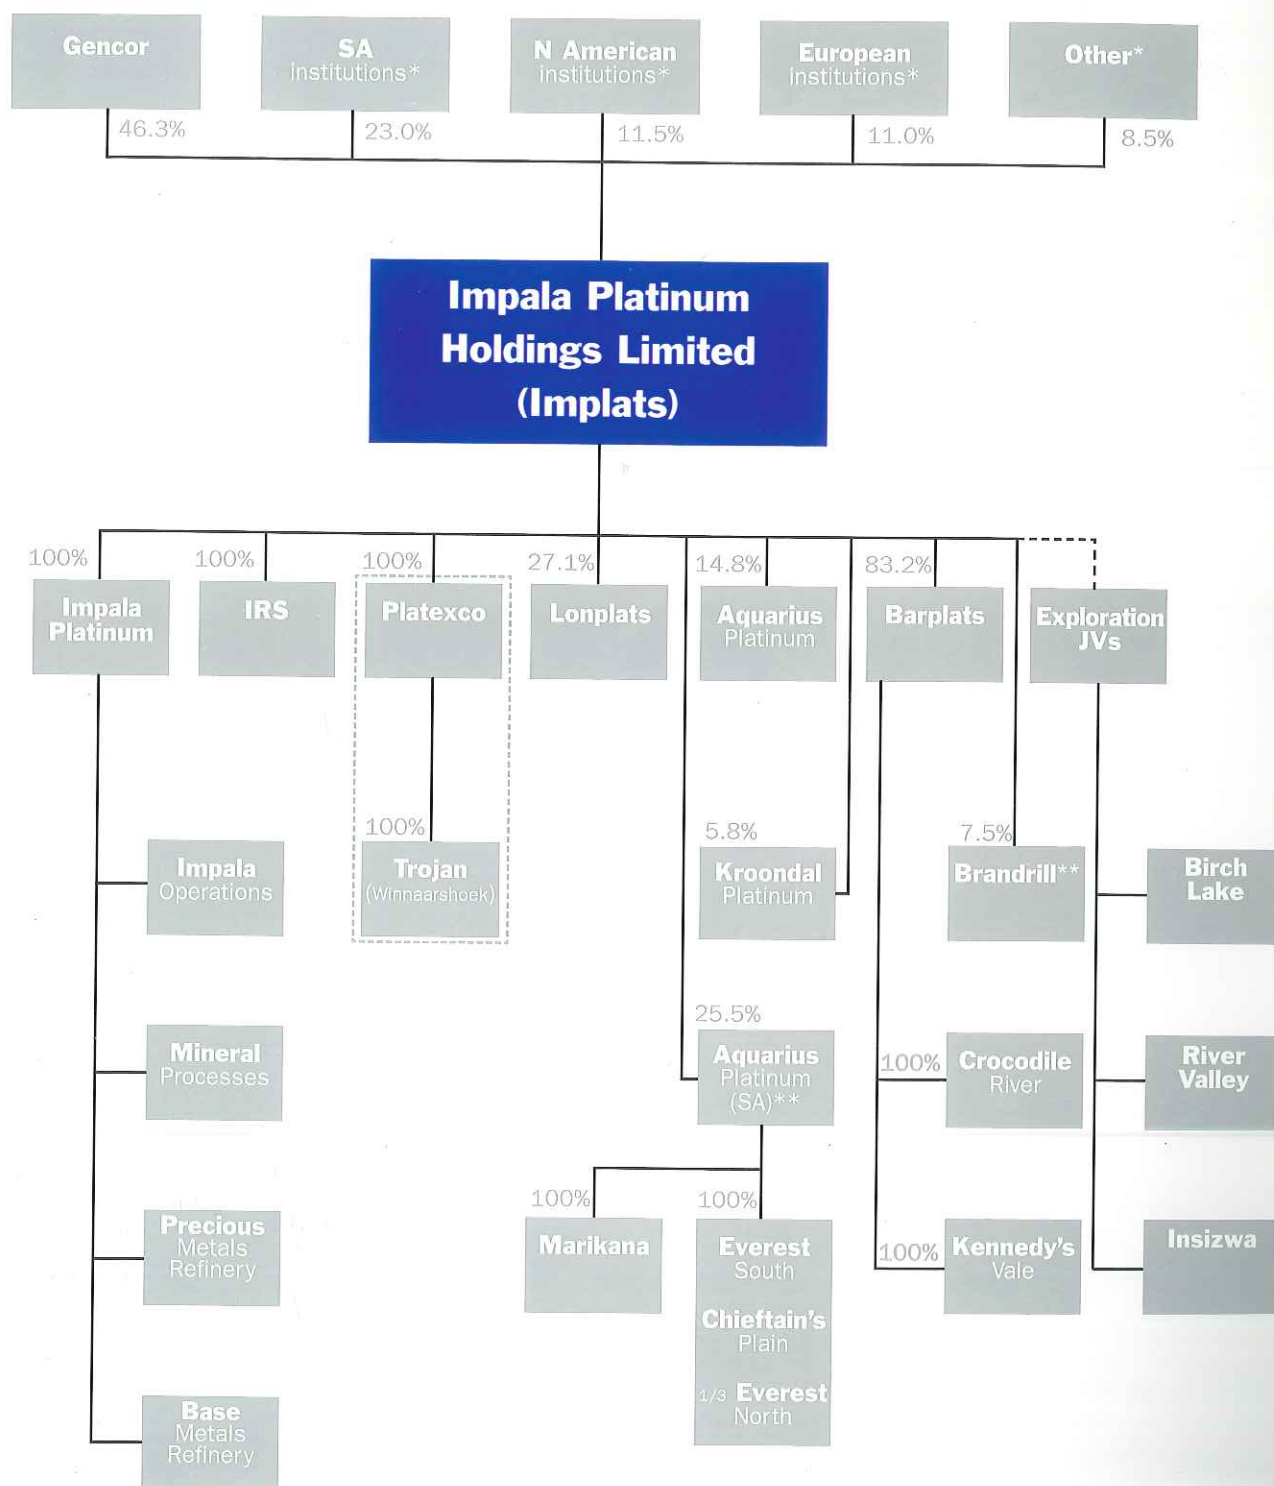 Gencor
SA
institutions*
N American
institutions*
European
institutions*
Other*
46.3%
23.0%
11.5%
11.0%
8.5%
Impala Platinum
Holdings Limited
(Implats)
100%
100%
100%
27.1%
14.8%
83.2%
Impala
Platinum
IRS
Platexco
Lonplats
Aquarius
Platinum
Barplats
Exploration
JVs
100%
5.8%
7.5%
Impala
Operations
Trojan
(Winnaarshoek)
Kroondal
Platinum
Brandrill**
Birch
Lake
25.5%
Mineral
Processes
Aquarius
Platinum
(SA)**
100%
Crocodile
River
River
Valley
100%
100%
Precious
Metals
Refinery
Marikana
Everest
South
Chieftain's
Plain
1/3 Everest
North
100%
Kennedy's
Vale
Insizwa
Base
Metals
Refinery